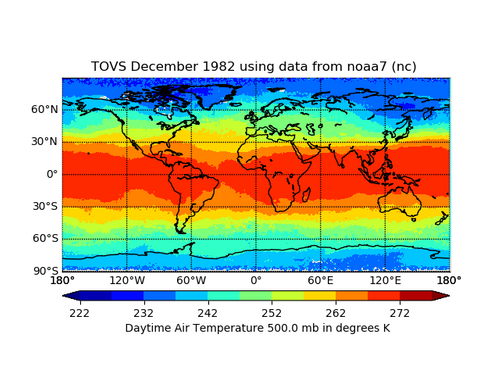 TOVS December 1982 using data from noaa7 (nc)
60°N
30°N
0°
30°S
60°S
90°S
180° 120°W 60°W 0° 60°E 120°E 180°
222 232 242 252 262 272
Daytime Air Temperature 500.0 mb in degrees K